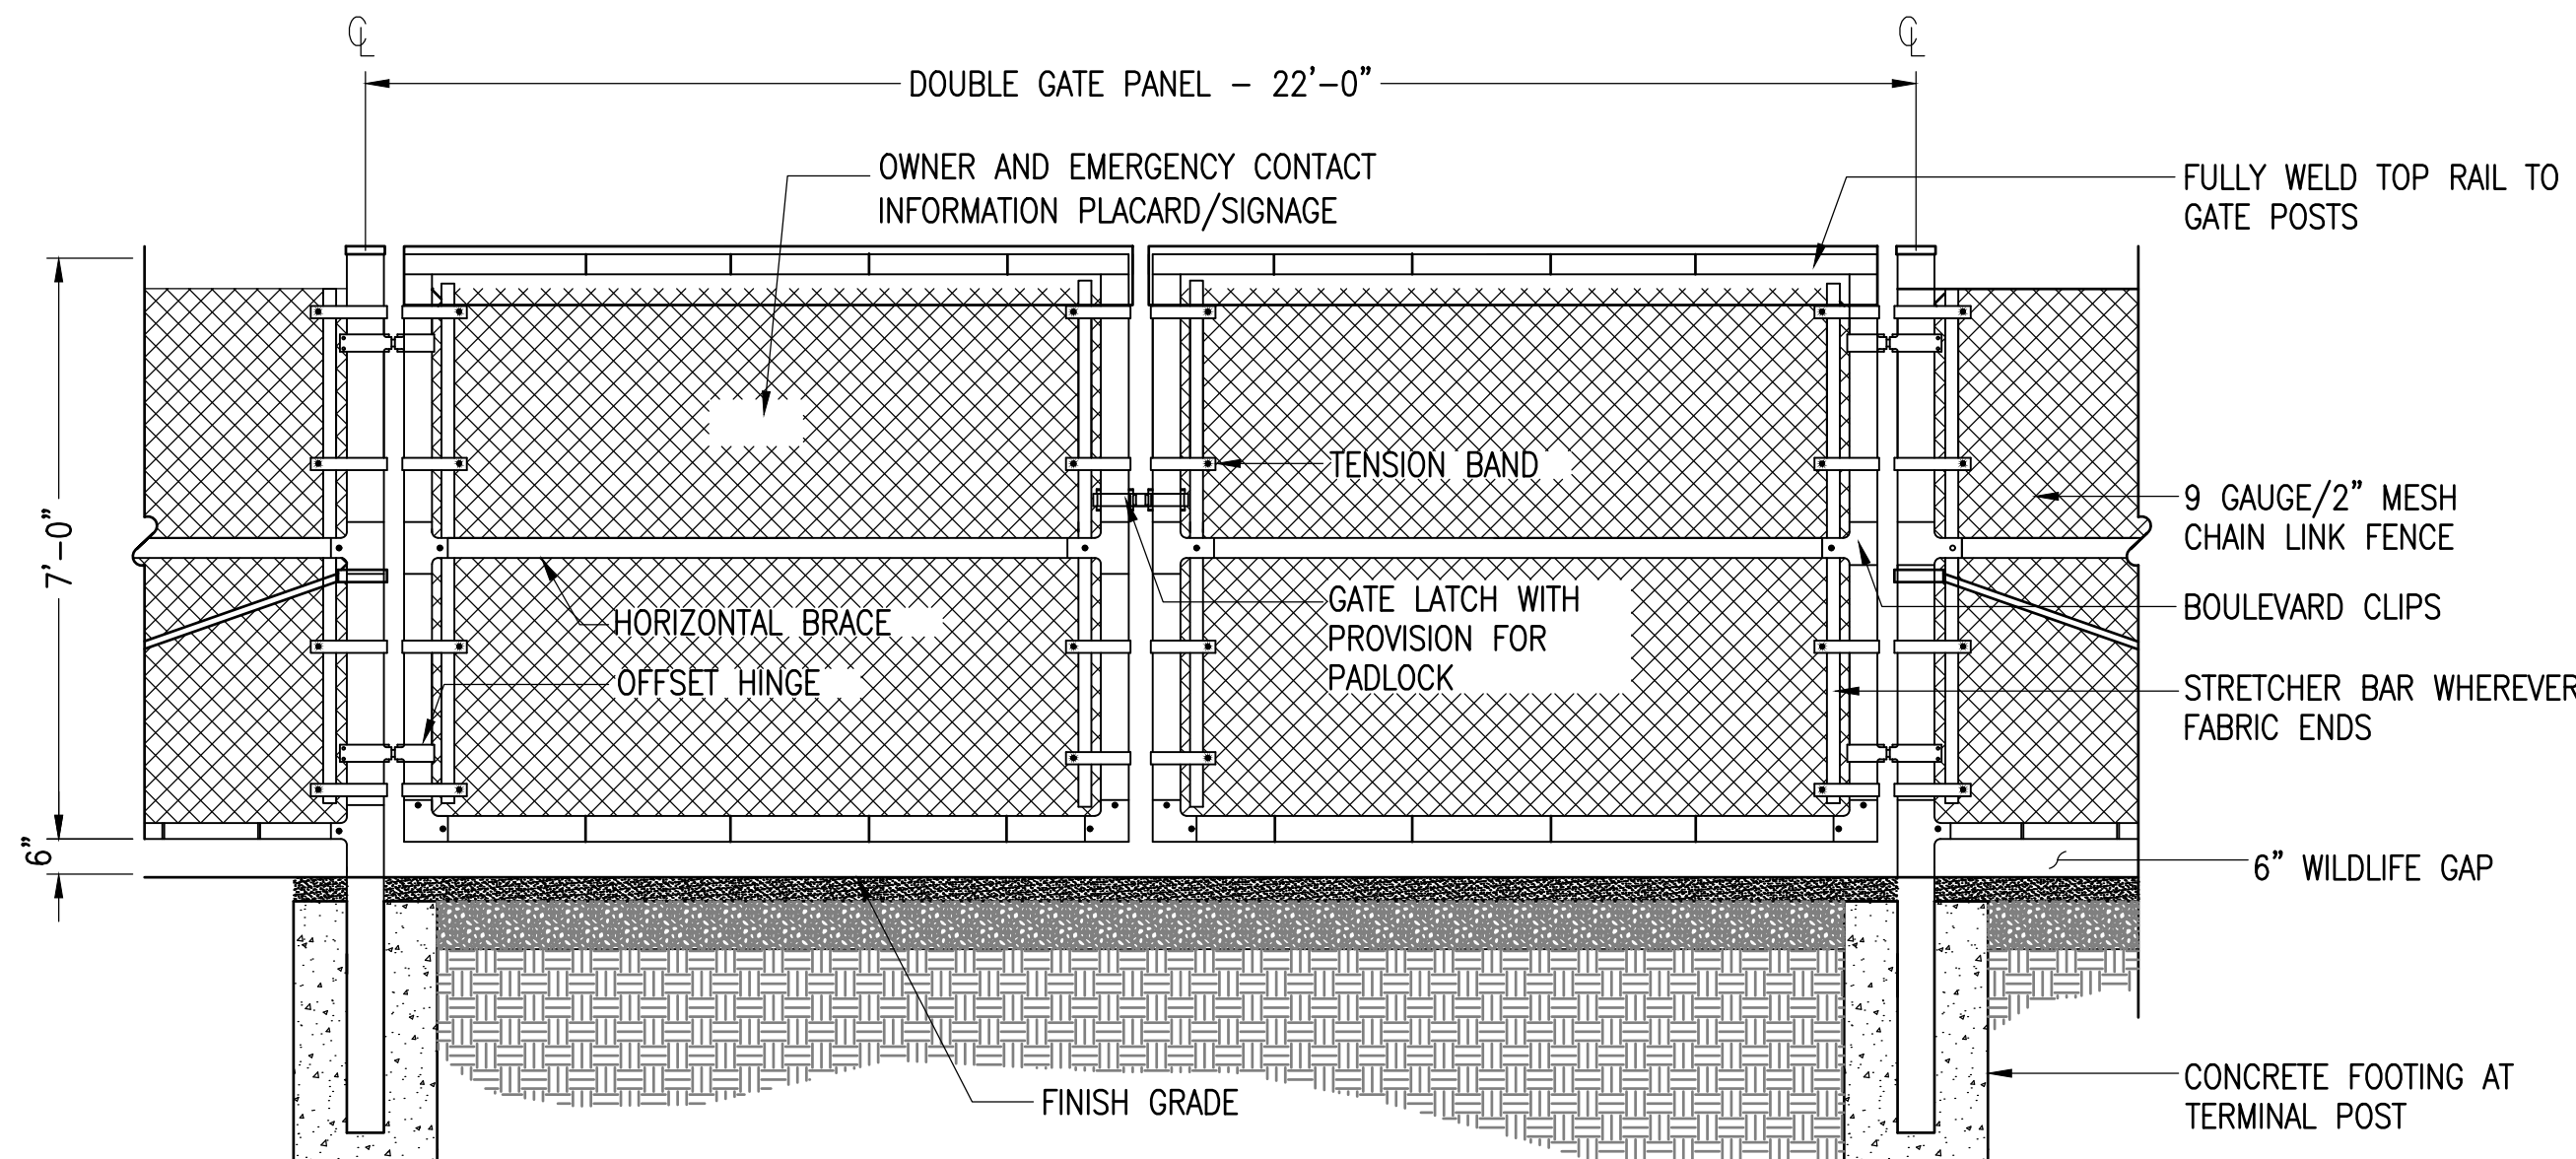 ℄
℄
DOUBLE GATE PANEL - 22'-0"
OWNER AND EMERGENCY CONTACT
INFORMATION PLACARD/SIGNAGE
FULLY WELD TOP RAIL TO
GATE POSTS
7'-0"
TENSION BAND
9 GAUGE/2" MESH
CHAIN LINK FENCE
HORIZONTAL BRACE
GATE LATCH WITH
PROVISION FOR
PADLOCK
BOULEVARD CLIPS
OFFSET HINGE
STRETCHER BAR WHEREVER
FABRIC ENDS
6"
6" WILDLIFE GAP
FINISH GRADE
CONCRETE FOOTING AT
TERMINAL POST